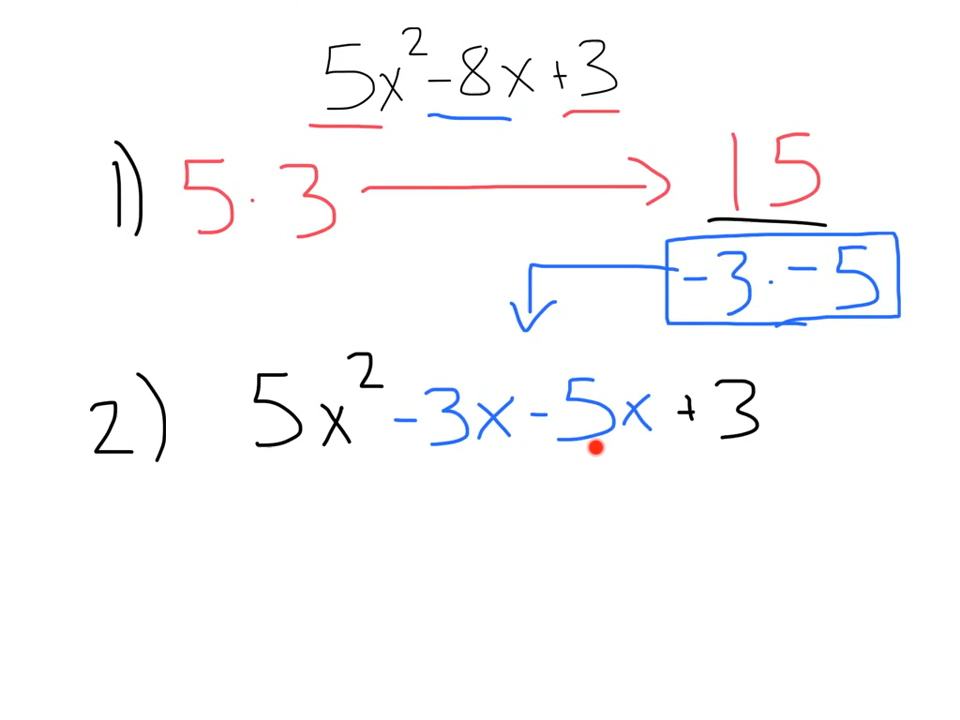 5x² -8x +3
1) 5·3 → 15
-3 · -5
2) 5x² -3x -5x +3